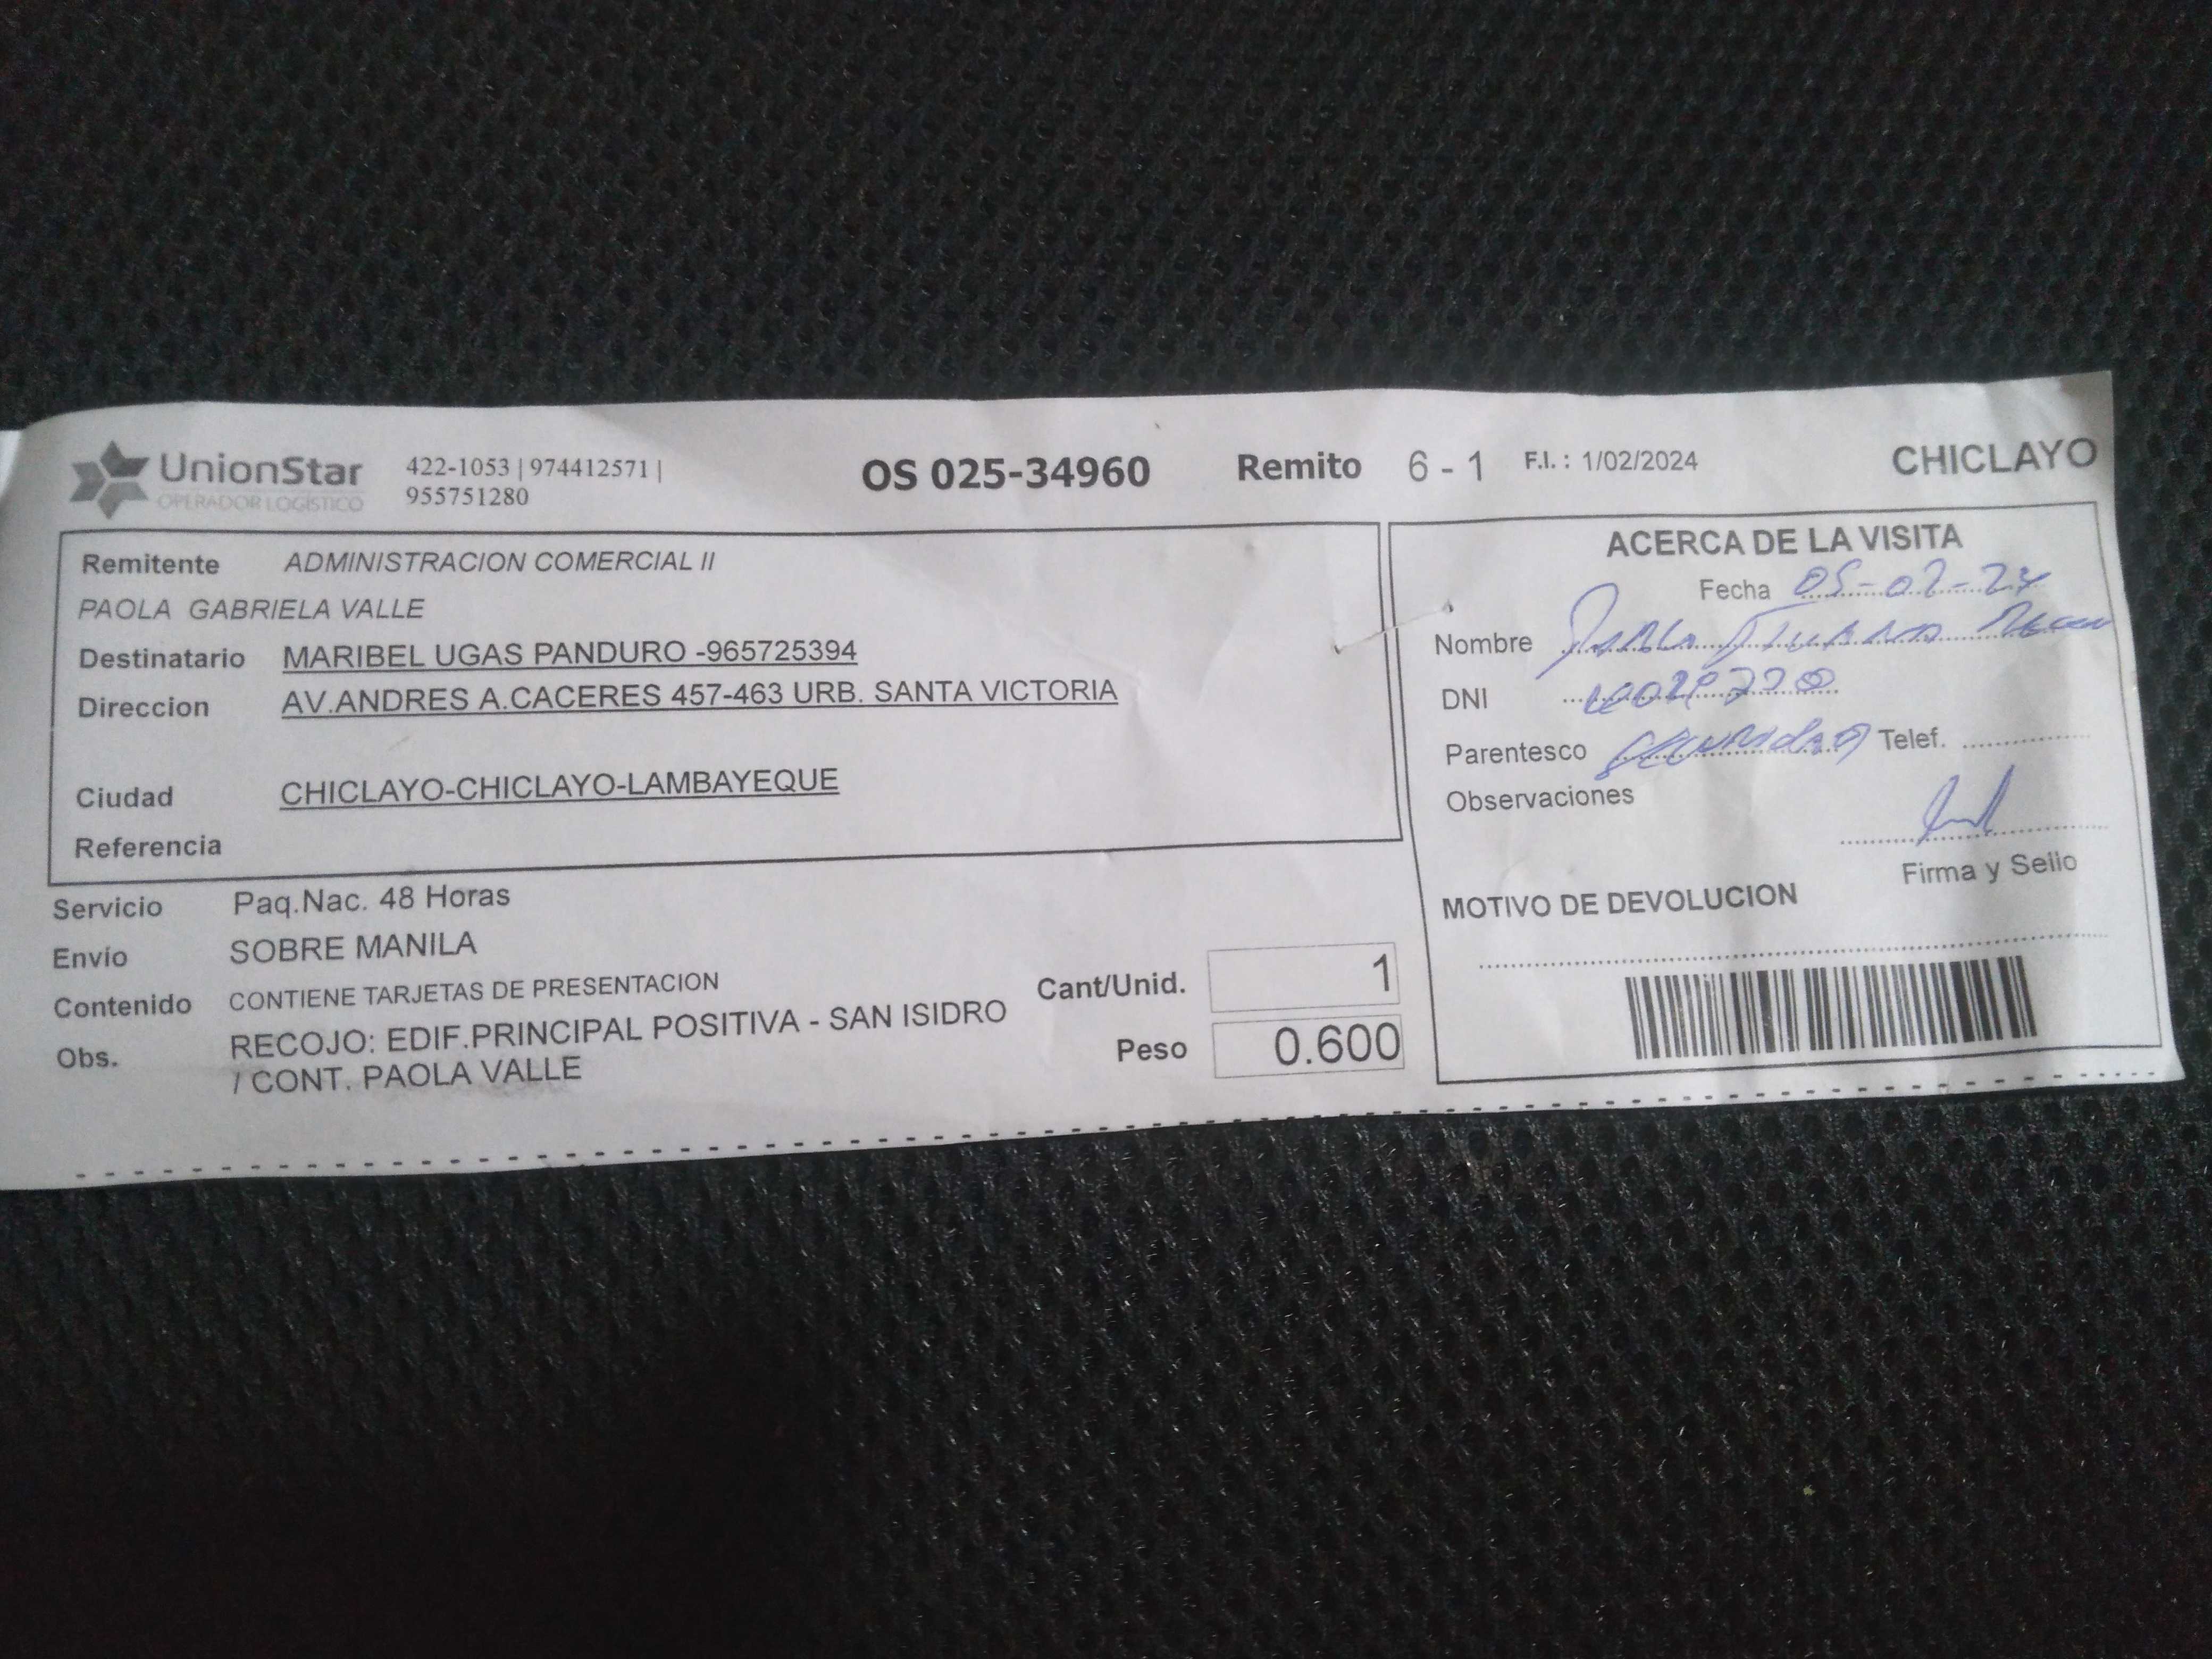 UnionStar
OPERADOR LOGÍSTICO
422-1053 | 974412571 |
955751280
OS 025-34960
Remito 6 - 1
F.I. : 1/02/2024
CHICLAYO
Remitente ADMINISTRACION COMERCIAL II
PAOLA GABRIELA VALLE
Destinatario MARIBEL UGAS PANDURO -965725394
Direccion AV.ANDRES A.CACERES 457-463 URB. SANTA VICTORIA
Ciudad CHICLAYO-CHICLAYO-LAMBAYEQUE
Referencia
Servicio Paq.Nac. 48 Horas
Envío SOBRE MANILA
Contenido CONTIENE TARJETAS DE PRESENTACION
Obs. RECOJO: EDIF.PRINCIPAL POSITIVA - SAN ISIDRO
/ CONT. PAOLA VALLE
Cant/Unid. 1
Peso 0.600
ACERCA DE LA VISITA
Fecha 05-02-24
Nombre
DNI
Parentesco Seguridad Telef.
Observaciones
Firma y Sello
MOTIVO DE DEVOLUCION